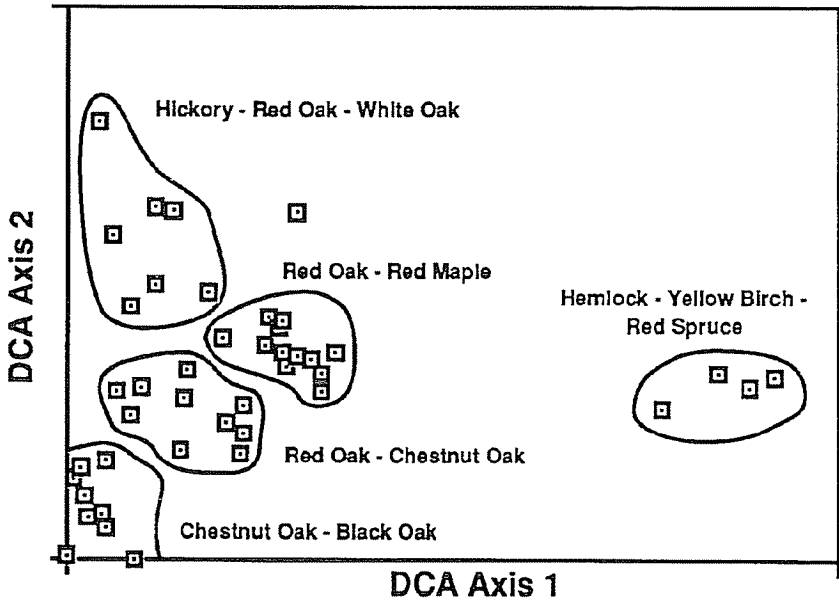 Hickory - Red Oak - White Oak
Red Oak - Red Maple
Hemlock - Yellow Birch -
Red Spruce
Red Oak - Chestnut Oak
Chestnut Oak - Black Oak
DCA Axis 2
DCA Axis 1